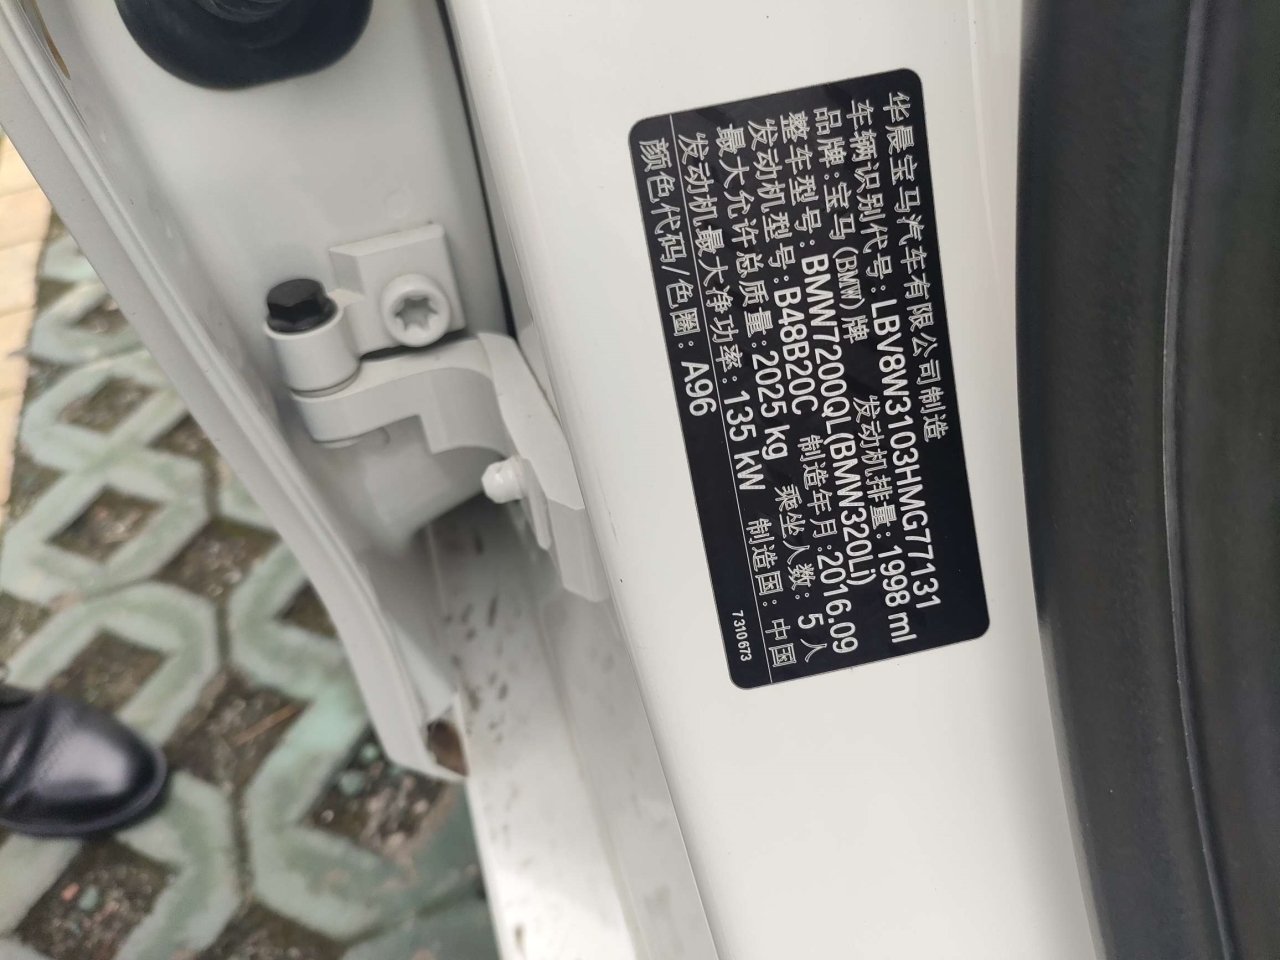 华晨宝马汽车有限公司制造
车辆识别代号:LBV8W3103HMG77131
品牌:宝马(BMW)牌 发动机排量:1998 ml
整车型号:BMW7200QL(BMW320Li)
发动机型号:B48B20C 制造年月:2016.09
最大允许总质量:2025 kg 乘坐人数:5人
发动机最大净功率:135 kW 制造国:中国
颜色代码/色圈:A96
7310673